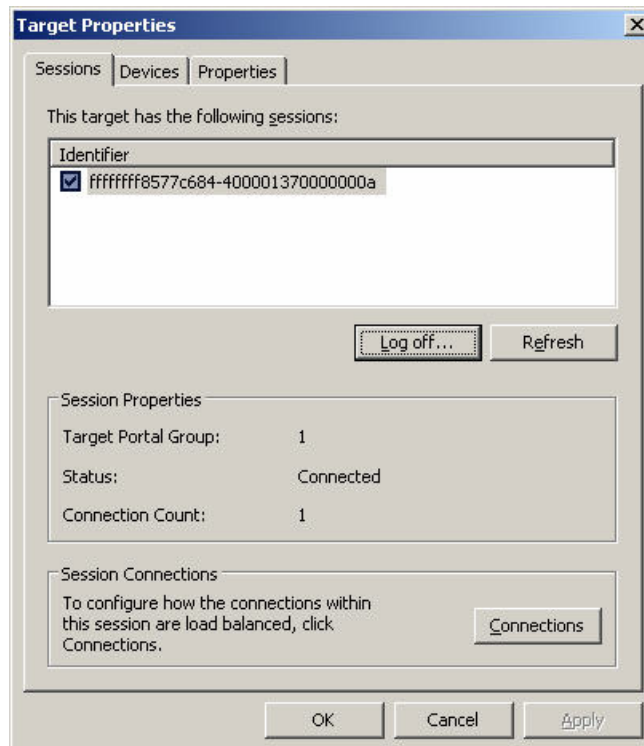 Target Properties
Sessions Devices Properties
This target has the following sessions:
Identifier
ffffffff8577c684-400001370000000a
Log off... Refresh
Session Properties
Target Portal Group: 1
Status: Connected
Connection Count: 1
Session Connections
To configure how the connections within
this session are load balanced, click
Connections.
Connections
OK Cancel Apply